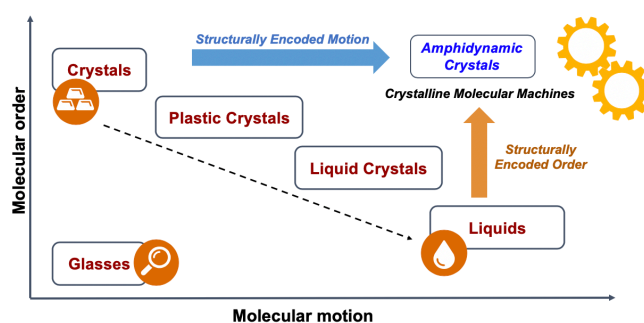 Structurally Encoded Motion
Crystals
Amphidynamic
Crystals
Crystalline Molecular Machines
Plastic Crystals
Structurally
Encoded Order
Liquid Crystals
Liquids
Glasses
Molecular order
Molecular motion